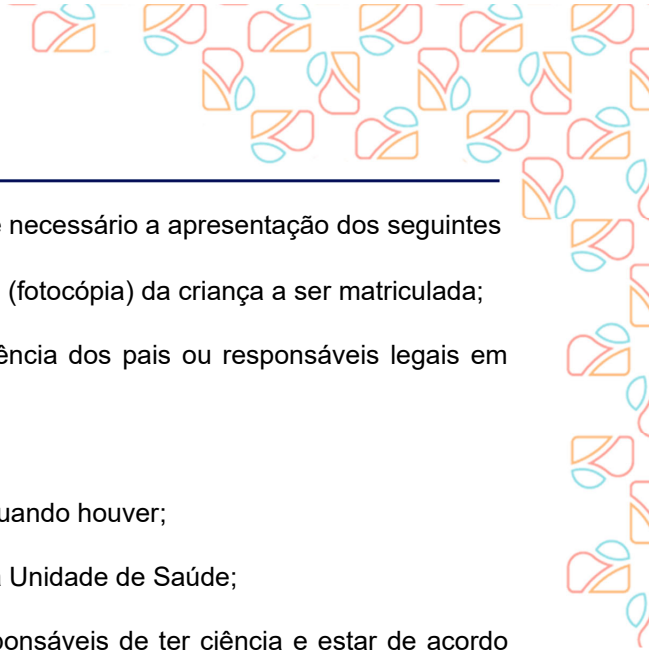 necessário a apresentação dos seguintes
(fotocópia) da criança a ser matriculada;
ência dos pais ou responsáveis legais em
uando houver;
Unidade de Saúde;
ponsáveis de ter ciência e estar de acordo